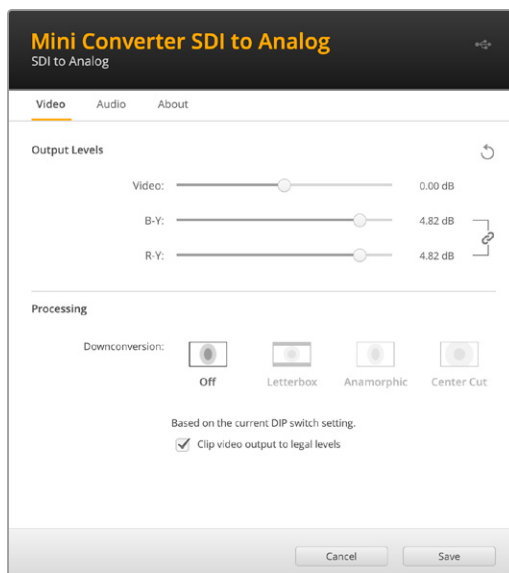 Mini Converter SDI to Analog
SDI to Analog
Video Audio About
Output Levels
Video: 0.00 dB
B-Y: 4.82 dB
R-Y: 4.82 dB
Processing
Downconversion:
Off Letterbox Anamorphic Center Cut
Based on the current DIP switch setting.
Clip video output to legal levels
Cancel Save